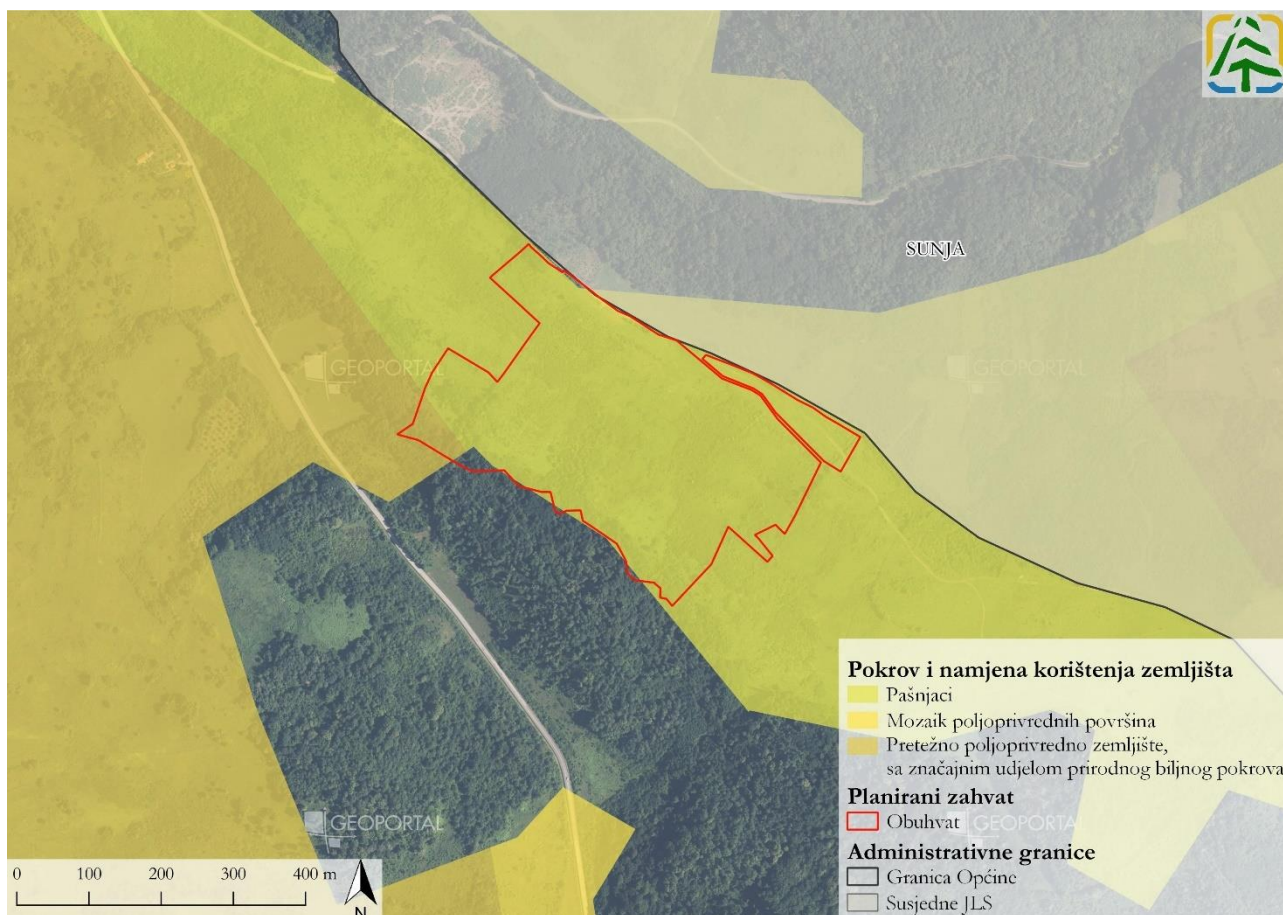 SUNJA
GEOPORTAL
GEOPORTAL
Pokrov i namjena korištenja zemljišta
Pašnjaci
Mozaik poljoprivrednih površina
Pretežno poljoprivredno zemljište,
sa značajnim udjelom prirodnog biljnog pokrova
Planirani zahvat
GEOPORTAL
Obuhvat
GEOPORTAL
Administrativne granice
Granica Općine
Susjedne JLS
0 100 200 300 400 m
N